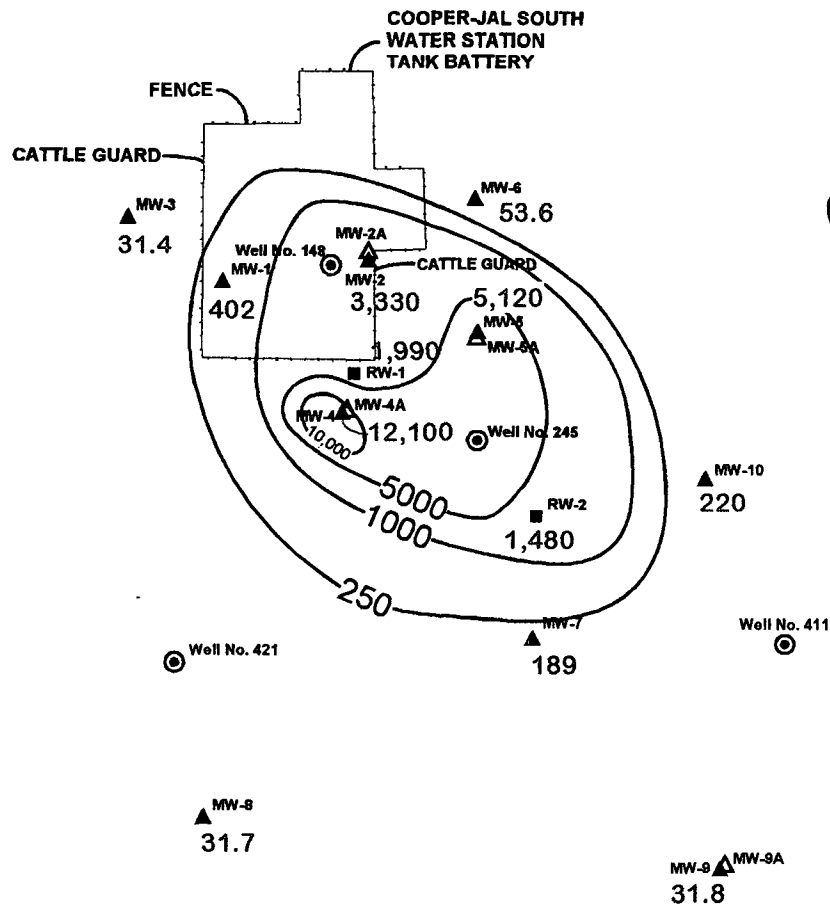 COOPER-JAL SOUTH
WATER STATION
TANK BATTERY
FENCE
CATTLE GUARD
MW-6
53.6
MW-3
31.4
MW-2A
Well No. 148
CATTLE GUARD
MW-1
MW-2
402
3,330
5,120
MW-5
MW-5A
1,990
RW-1
MW-4A
MW-4
12,100
10,000
Well No. 245
MW-10
220
5000
RW-2
1000
1,480
250
MW-7
189
Well No. 411
Well No. 421
MW-8
31.7
MW-9A
MW-9
31.8